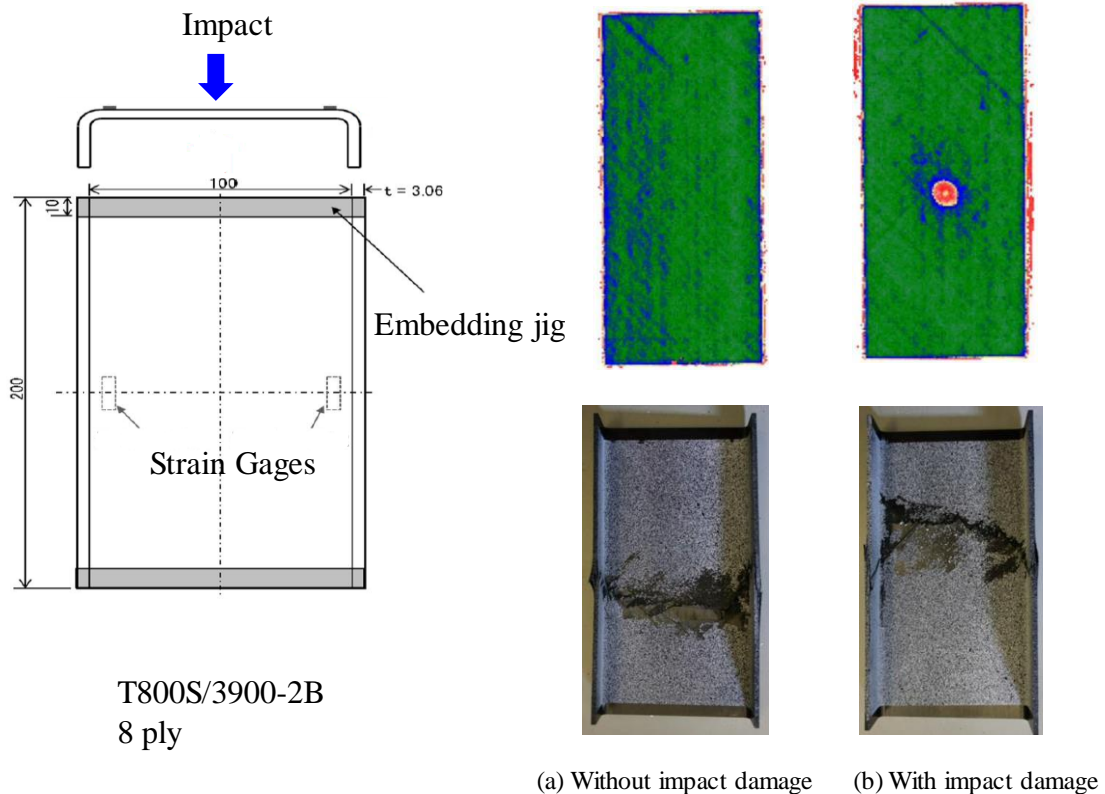 Impact
100
t = 3.06
10
Embedding jig
200
Strain Gages
T800S/3900-2B
8 ply
(a) Without impact damage
(b) With impact damage